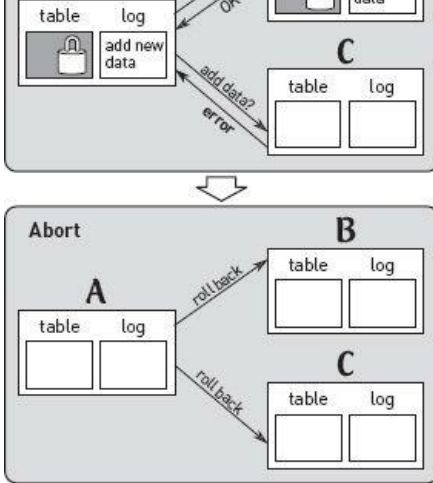 OK
data
table log
add new
data
C
add data?
error
table log
Abort
B
table log
A
roll back
table log
C
roll back
table log